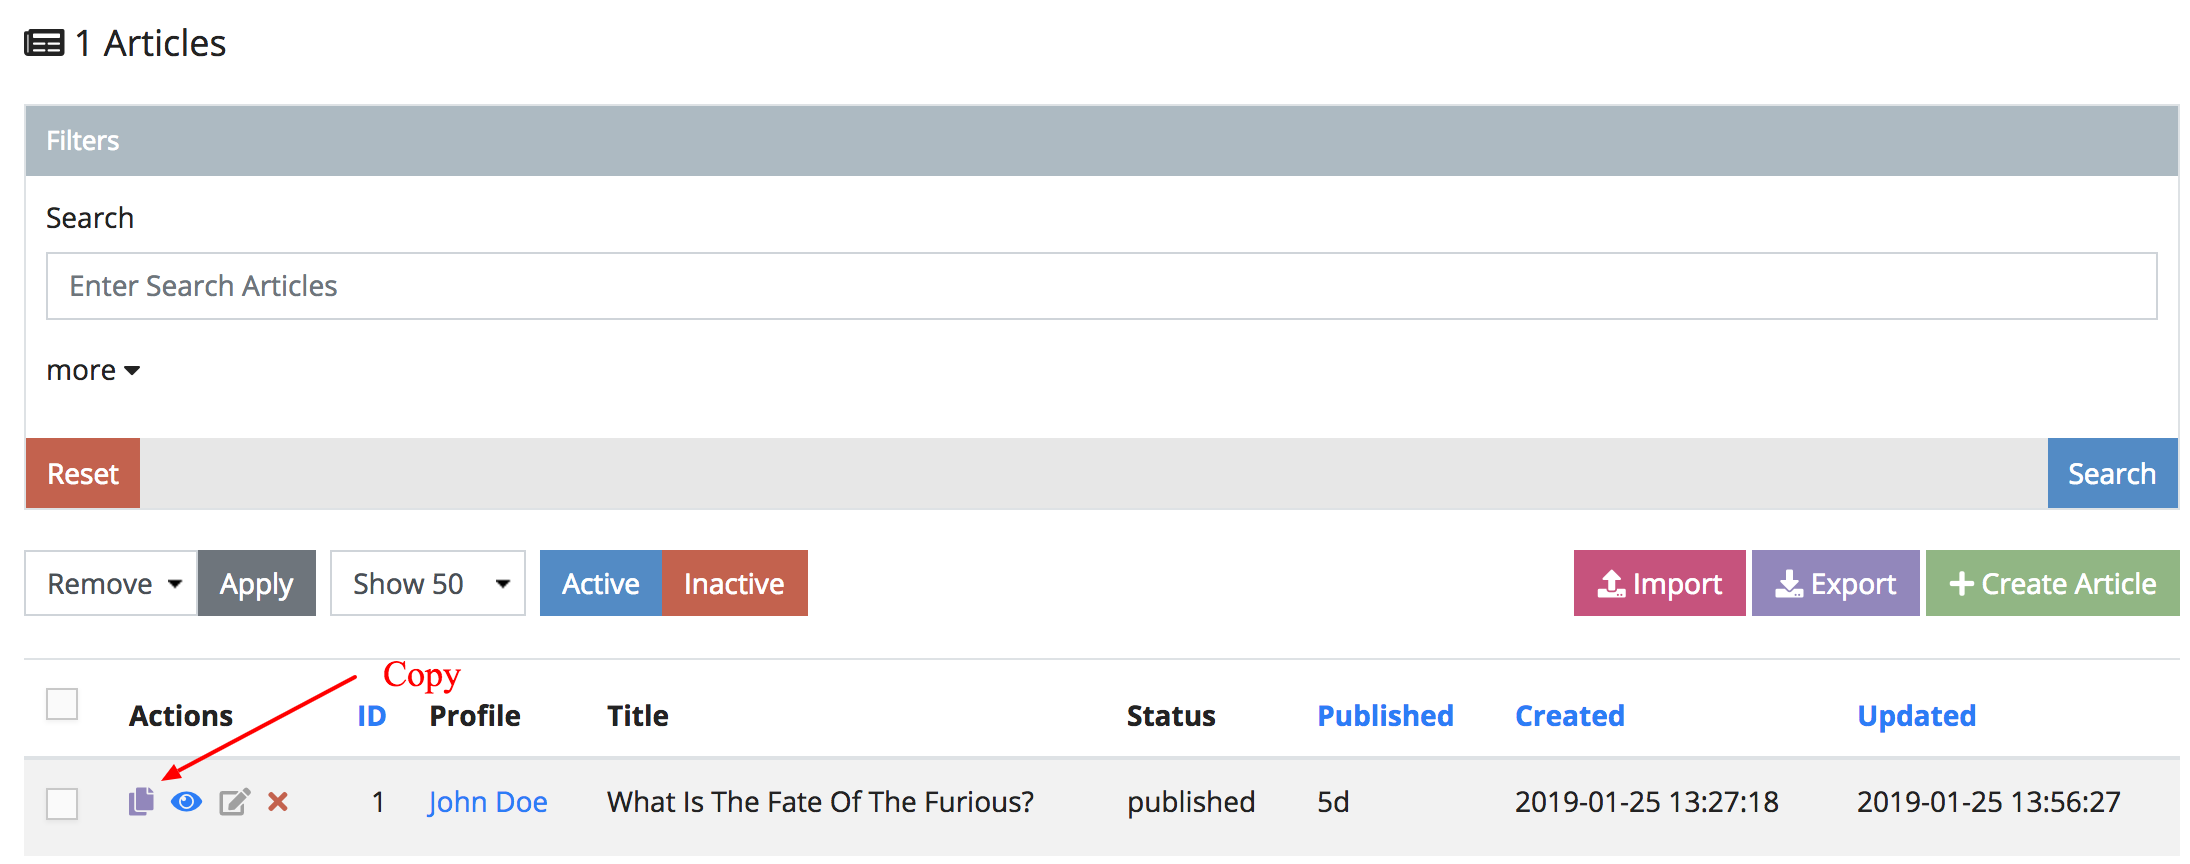 1 Articles
Filters
Search
Enter Search Articles
more
Reset Search
Remove Apply Show 50 Active Inactive Import Export Create Article
Copy
Actions ID Profile Title Status Published Created Updated
1 John Doe What Is The Fate Of The Furious? published 5d 2019-01-25 13:27:18 2019-01-25 13:56:27